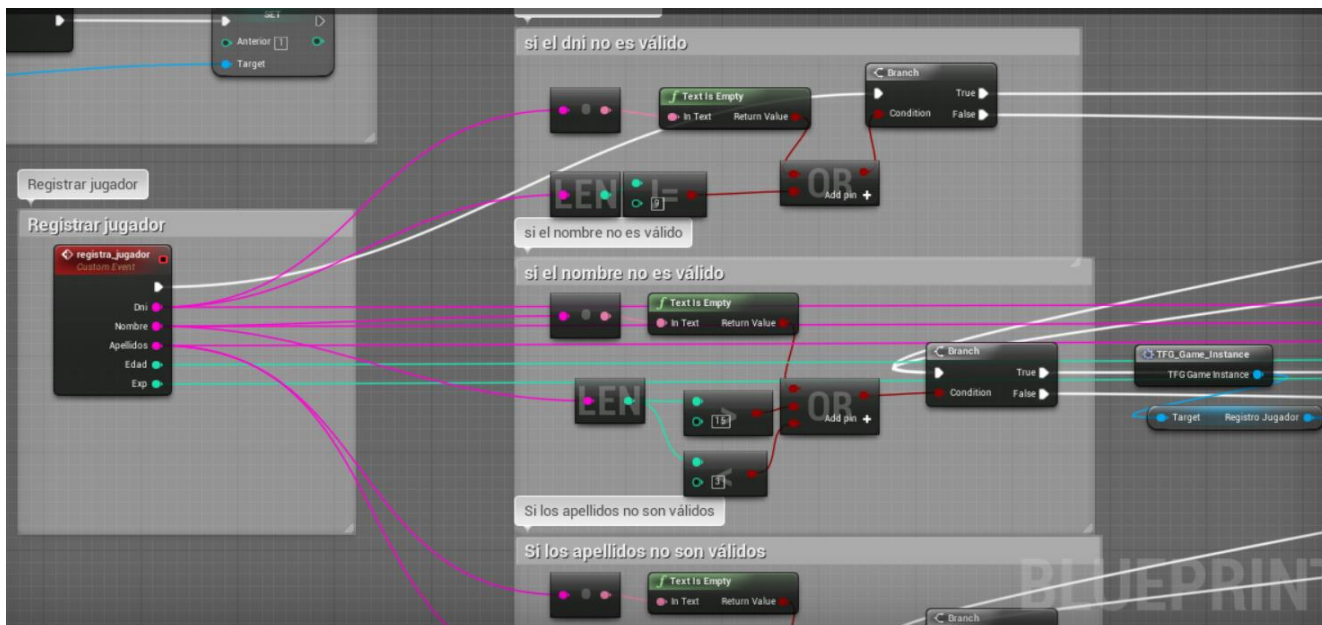 SET
Anterior 1
Target
Registrar jugador
Registrar jugador
registra_jugador
Custom Event
Dni
Nombre
Apellidos
Edad
Exp
si el dni no es válido
Text Is Empty
In Text Return Value
Branch
True
Condition False
LEN
!=
9
OR
Add pin +
si el nombre no es válido
si el nombre no es válido
Text Is Empty
In Text Return Value
LEN
>
15
<
3
OR
Add pin +
Branch
True
Condition False
TFG_Game_Instance
TFG Game Instance
Target Registro Jugador
Si los apellidos no son válidos
Si los apellidos no son válidos
Text Is Empty
In Text Return Value
Branch
BLUEPRINT